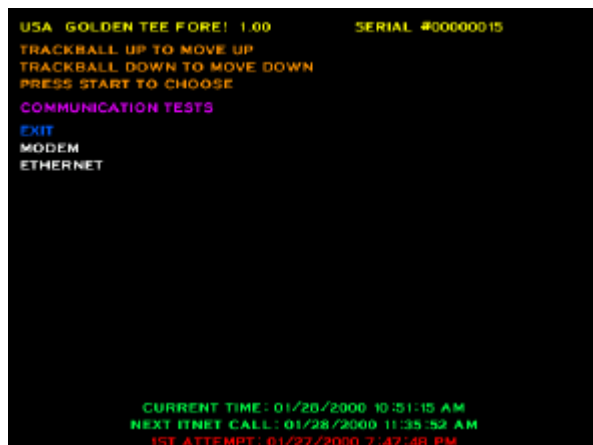 USA GOLDEN TEE FORE! 1.00 SERIAL #00000015
TRACKBALL UP TO MOVE UP
TRACKBALL DOWN TO MOVE DOWN
PRESS START TO CHOOSE
COMMUNICATION TESTS
EXIT
MODEM
ETHERNET
CURRENT TIME: 01/28/2000 10:51:15 AM
NEXT ITNET CALL: 01/28/2000 11:35:52 AM
1ST ATTEMPT: 01/27/2000 7:47:48 PM